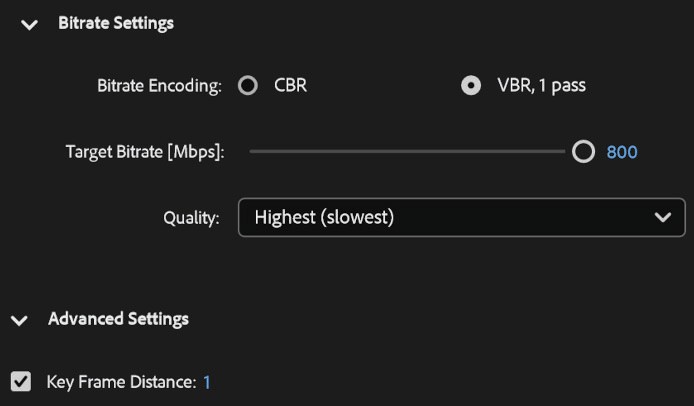 Bitrate Settings
Bitrate Encoding: CBR VBR, 1 pass
Target Bitrate [Mbps]: 800
Quality: Highest (slowest)
Advanced Settings
Key Frame Distance: 1